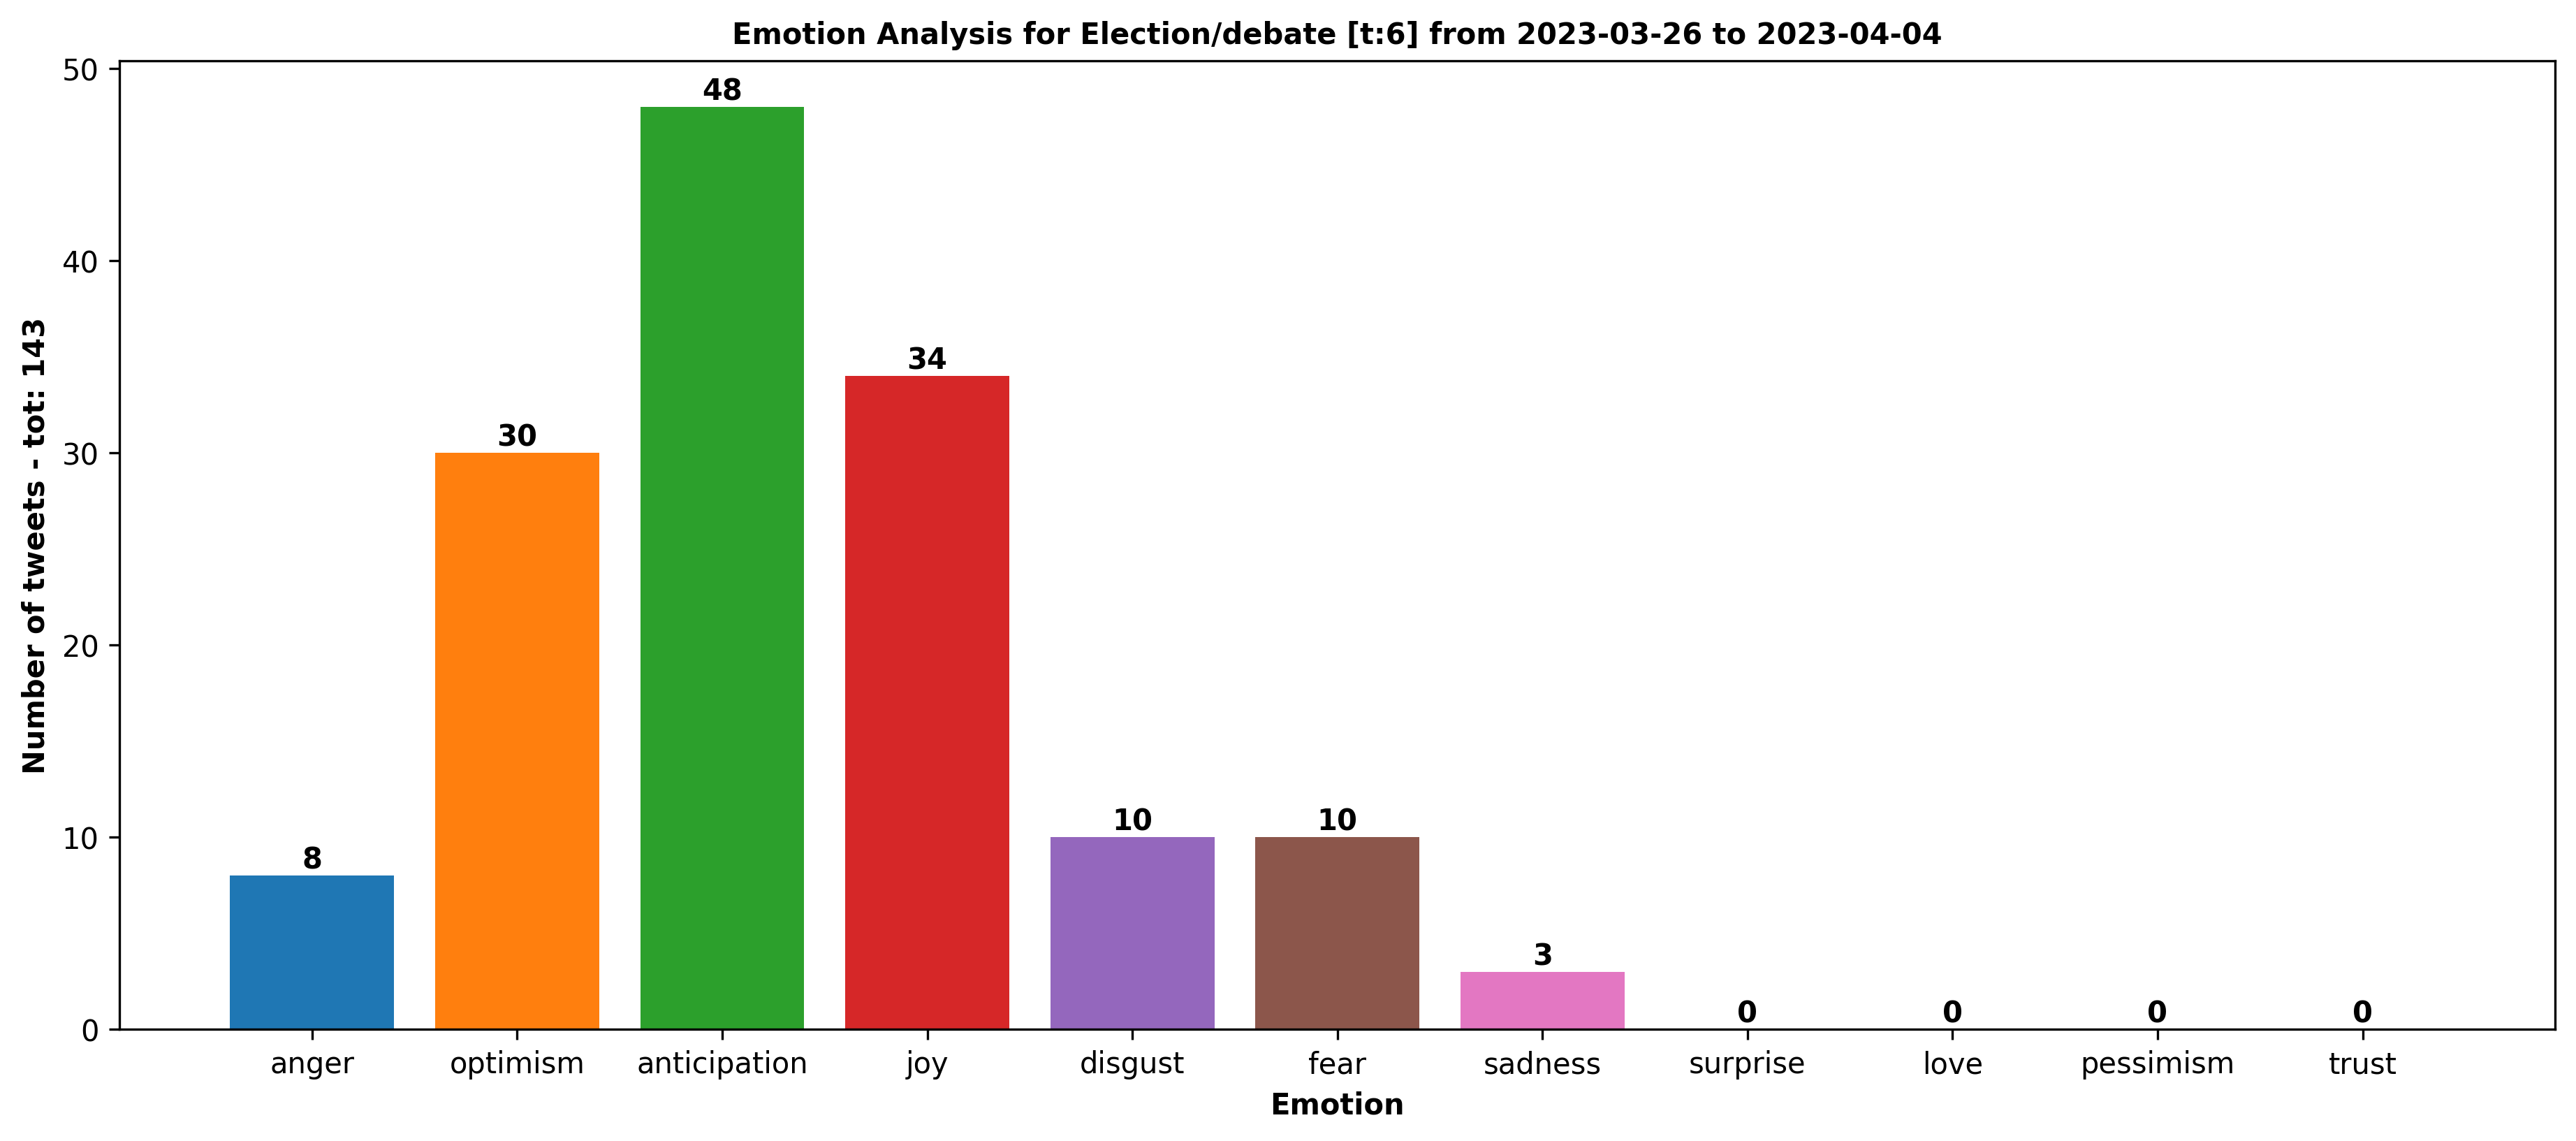 Emotion Analysis for Election/debate [t:6] from 2023-03-26 to 2023-04-04
Number of tweets - tot: 143
50
40
30
20
10
0
8
30
48
34
10
10
3
0
0
0
0
anger
optimism
anticipation
joy
disgust
fear
sadness
surprise
love
pessimism
trust
Emotion